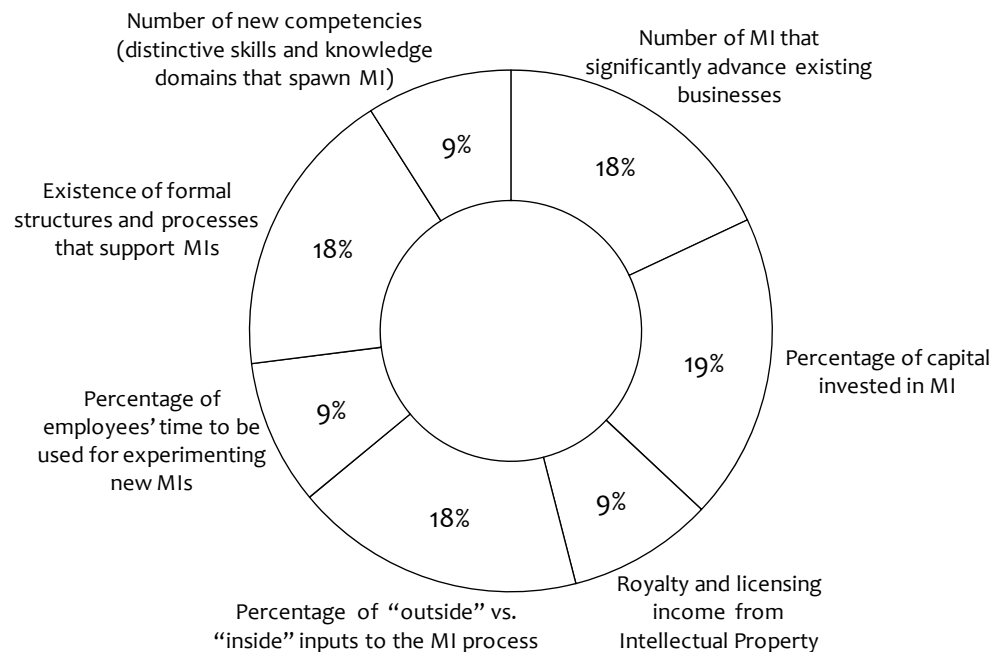 Number of new competencies
(distinctive skills and knowledge
domains that spawn MI)
Number of MI that
significantly advance existing
businesses
9%
18%
Existence of formal
structures and processes
that support MIs
18%
Percentage of capital
invested in MI
19%
Percentage of
employees’ time to be
used for experimenting
new MIs
9%
18%
9%
Percentage of “outside” vs.
“inside” inputs to the MI process
Royalty and licensing
income from
Intellectual Property